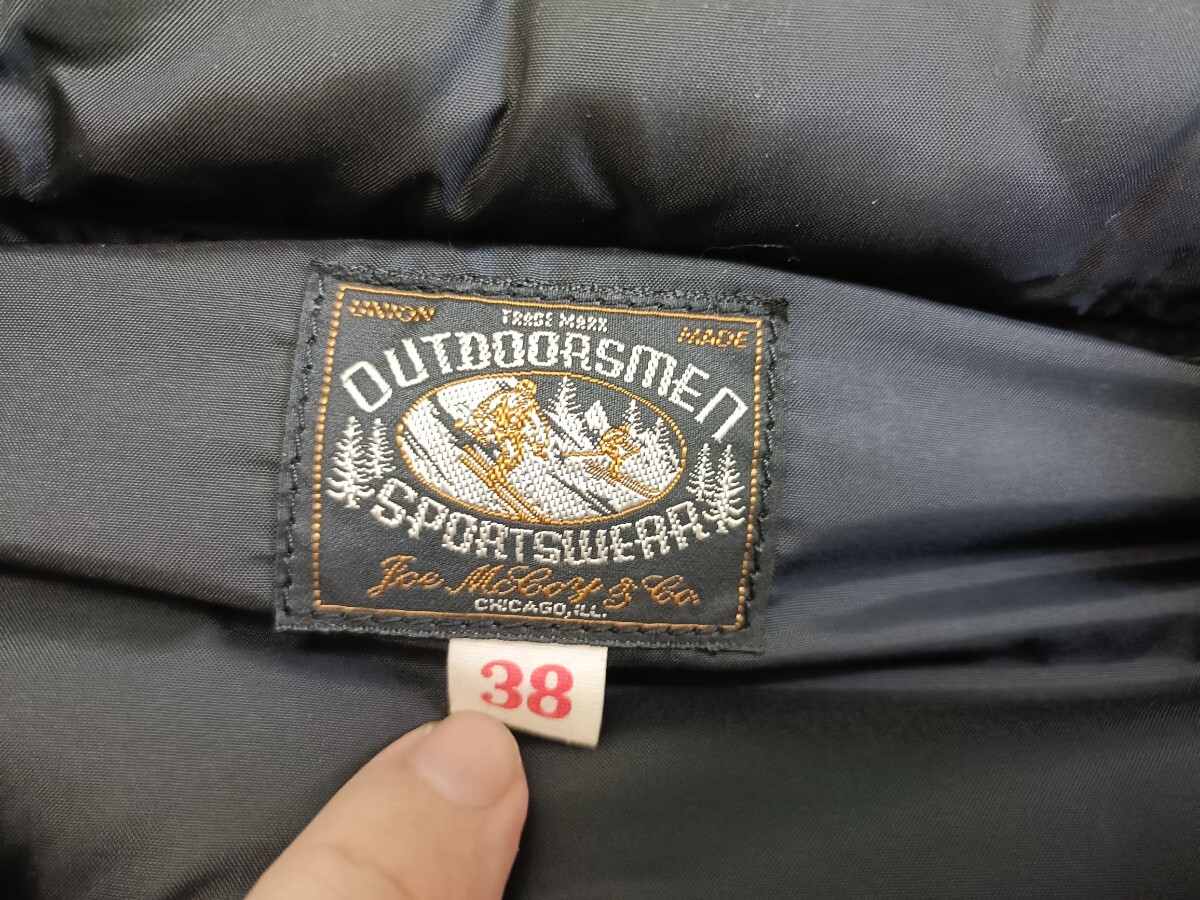 UNION TRADE MARK MADE
OUTDOORSMEN
SPORTSWEAR
Joe McCoy & Co.
CHICAGO, ILL.
38